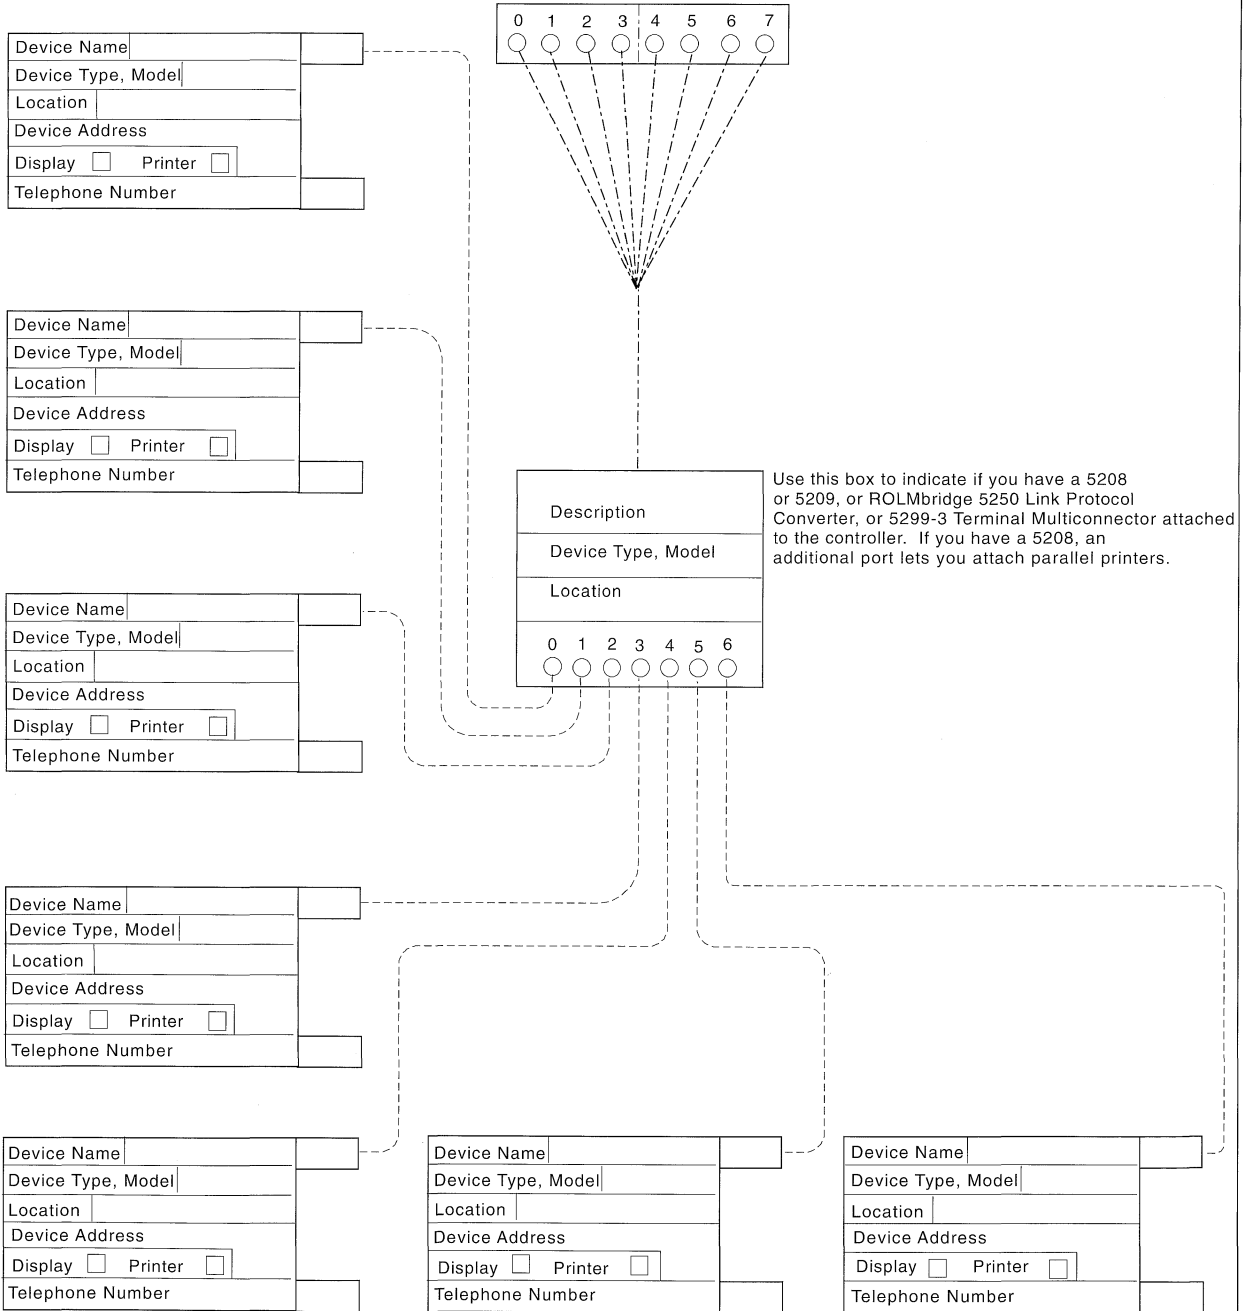 0 1 2 3 4 5 6 7
Device Name
Device Type, Model
Location
Device Address
Display Printer
Telephone Number
Device Name
Device Type, Model
Location
Device Address
Display Printer
Telephone Number
Description
Device Type, Model
Location
0 1 2 3 4 5 6
Use this box to indicate if you have a 5208
or 5209, or ROLMbridge 5250 Link Protocol
Converter, or 5299-3 Terminal Multiconnector attached
to the controller. If you have a 5208, an
additional port lets you attach parallel printers.
Device Name
Device Type, Model
Location
Device Address
Display Printer
Telephone Number
Device Name
Device Type, Model
Location
Device Address
Display Printer
Telephone Number
Device Name
Device Type, Model
Location
Device Address
Display Printer
Telephone Number
Device Name
Device Type, Model
Location
Device Address
Display Printer
Telephone Number
Device Name
Device Type, Model
Location
Device Address
Display Printer
Telephone Number